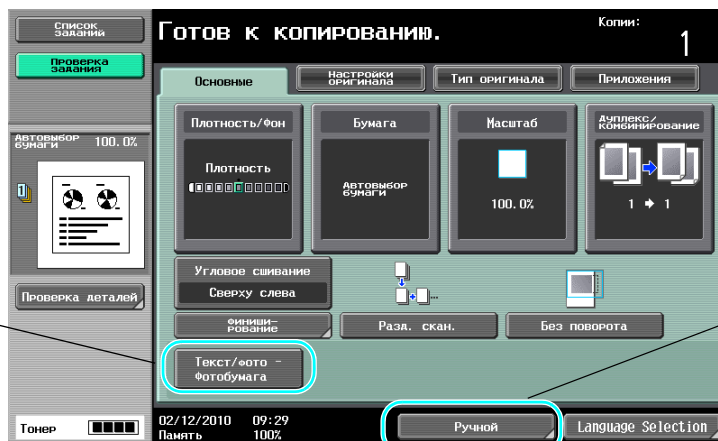 Список
заданий
Готов к копированию.
Копии:
1
Проверка
задания
Основные
Настройки
оригинала
Тип оригинала
Приложения
Автовыбор
бумаги
100.0%
1
Проверка деталей
Плотность/Фон
Плотность
Бумага
Автовыбор
бумаги
Масштаб
100.0%
Дуплекс/
комбинирование
1 → 1
Угловое сшивание
Сверху слева
Финиши-
рование
Разд. скан.
Без поворота
Текст/фото -
Фотобумага
Тонер
02/12/2010 09:29
Память 100%
Ручной
Language Selection